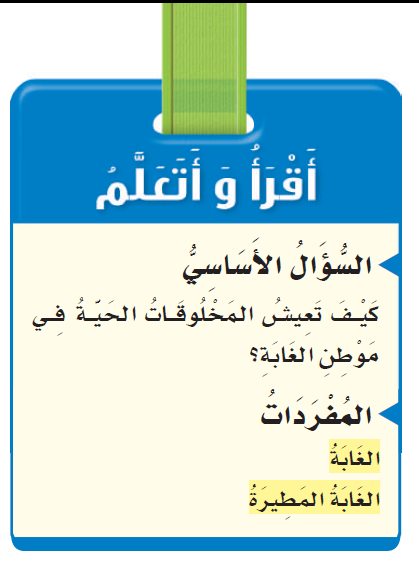 أَقْرَأُ وَ أَتَعَلَّمُ
السُّؤَالُ الأَسَاسِيُّ
كَيْفَ تَعِيشُ المَخْلُوقَاتُ الحَيَّةُ فِي
مَوْطِنِ الغَابَةِ؟
المُفْرَدَاتُ
الغَابَةُ
الغَابَةُ المَطِيرَةُ